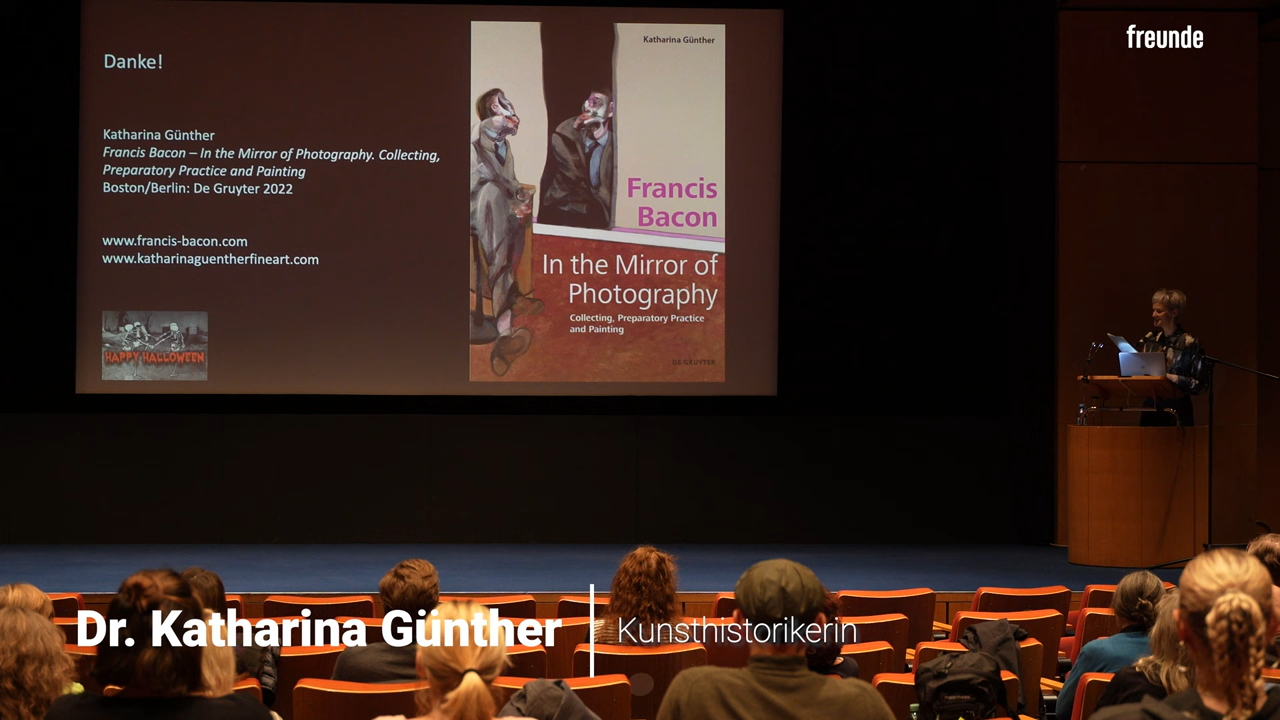 freunde
Danke!
Katharina Günther
Francis Bacon – In the Mirror of Photography. Collecting,
Preparatory Practice and Painting
Boston/Berlin: De Gruyter 2022
www.francis-bacon.com
www.katharinaguentherfineart.com
HAPPY HALLOWEEN
Katharina Günther
Francis
Bacon
In the Mirror of
Photography
Collecting, Preparatory Practice
and Painting
DE GRUYTER
Dr. Katharina Günther
Kunsthistorikerin